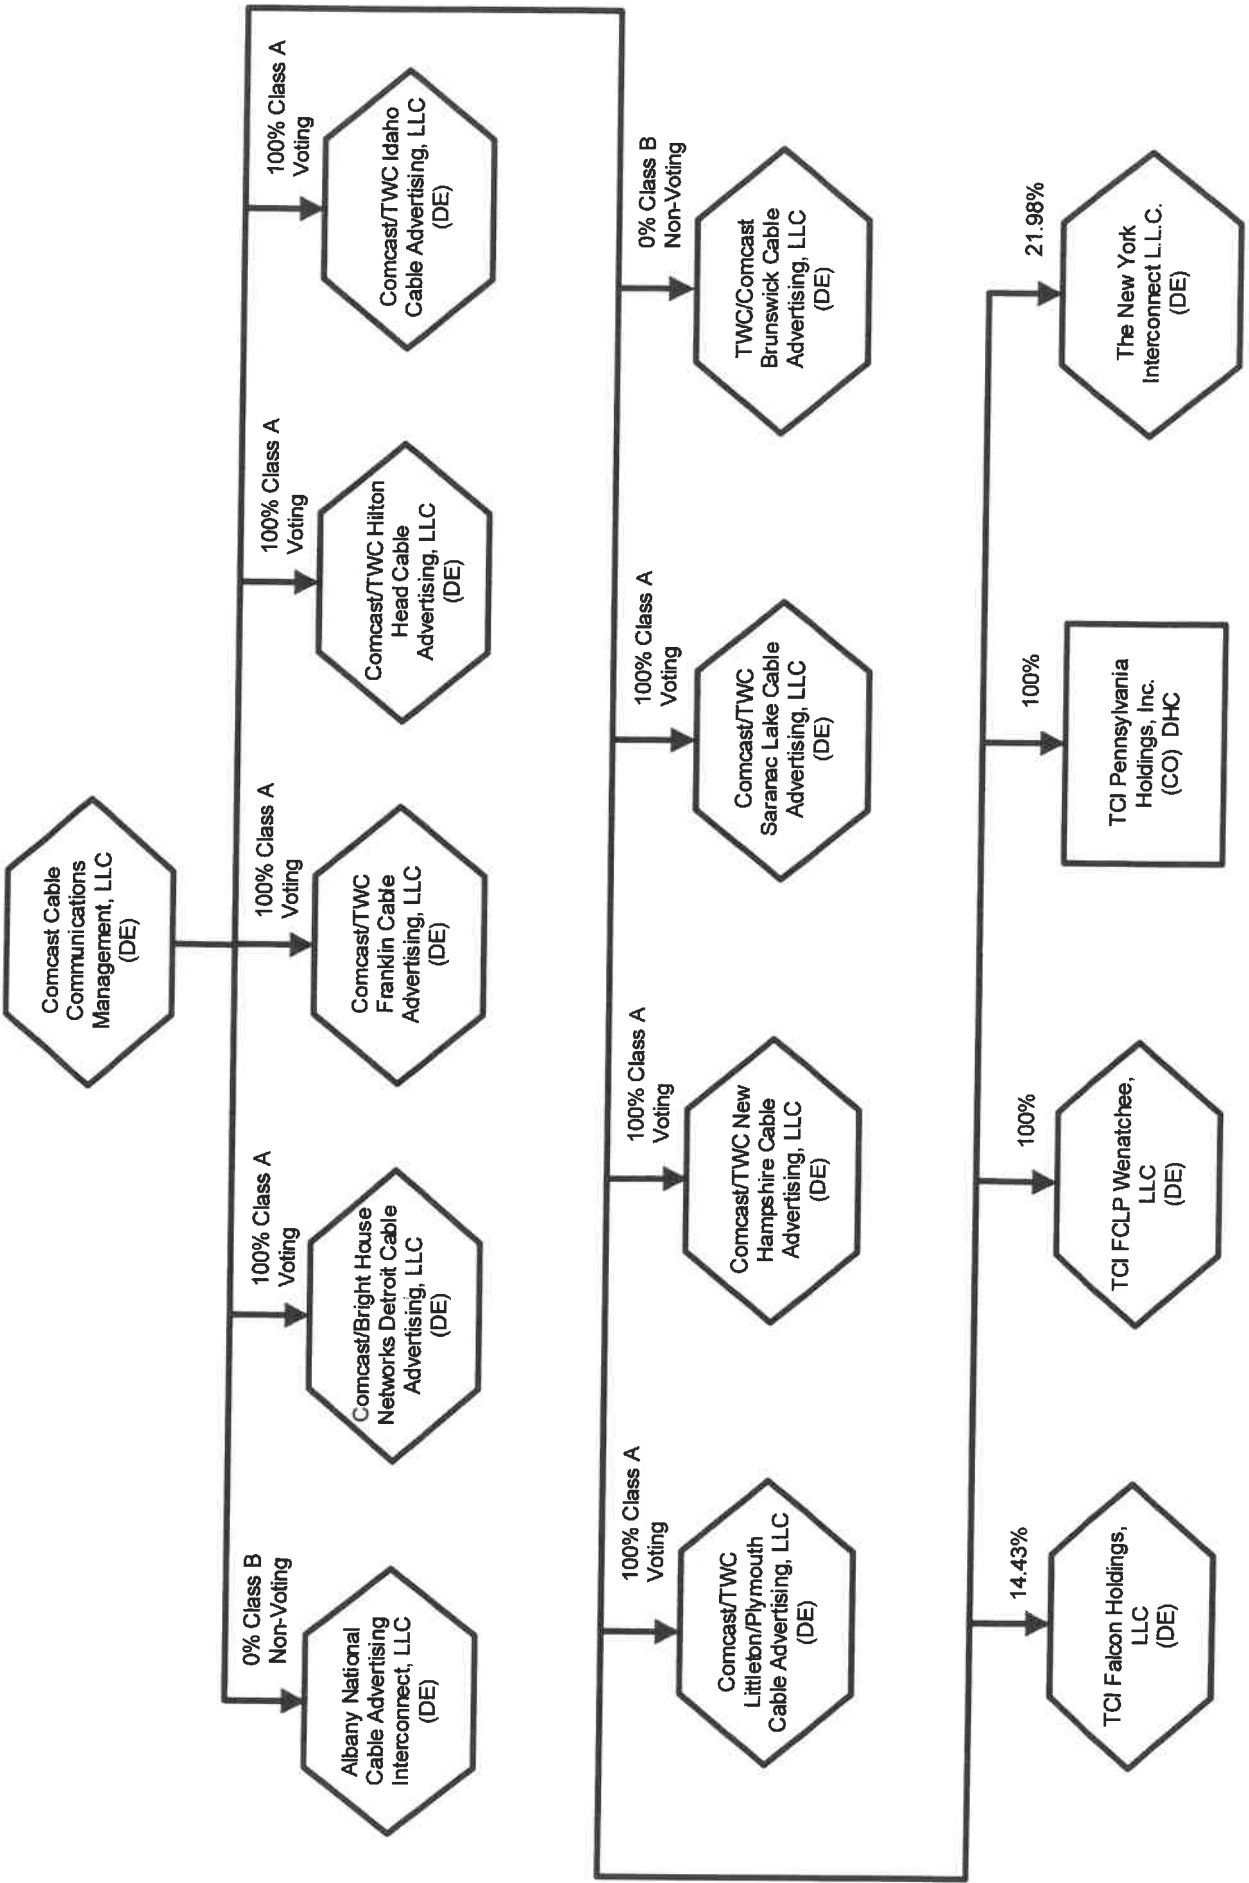 Comcast Cable
Communications
Management, LLC
(DE)
0% Class B
Non-Voting
Albany National
Cable Advertising
Interconnect, LLC
(DE)
100% Class A
Voting
Comcast/Bright House
Networks Detroit Cable
Advertising, LLC
(DE)
100% Class A
Voting
Comcast/TWC
Franklin Cable
Advertising, LLC
(DE)
100% Class A
Voting
Comcast/TWC Hilton
Head Cable
Advertising, LLC
(DE)
100% Class A
Voting
Comcast/TWC Idaho
Cable Advertising, LLC
(DE)
100% Class A
Voting
Comcast/TWC
Littleton/Plymouth
Cable Advertising, LLC
(DE)
100% Class A
Voting
Comcast/TWC New
Hampshire Cable
Advertising, LLC
(DE)
100% Class A
Voting
Comcast/TWC
Saranac Lake Cable
Advertising, LLC
(DE)
0% Class B
Non-Voting
TWC/Comcast
Brunswick Cable
Advertising, LLC
(DE)
14.43%
TCI Falcon Holdings,
LLC
(DE)
100%
TCI FCLP Wenatchee,
LLC
(DE)
100%
TCI Pennsylvania
Holdings, Inc.
(CO) DHC
21.98%
The New York
Interconnect L.L.C.
(DE)